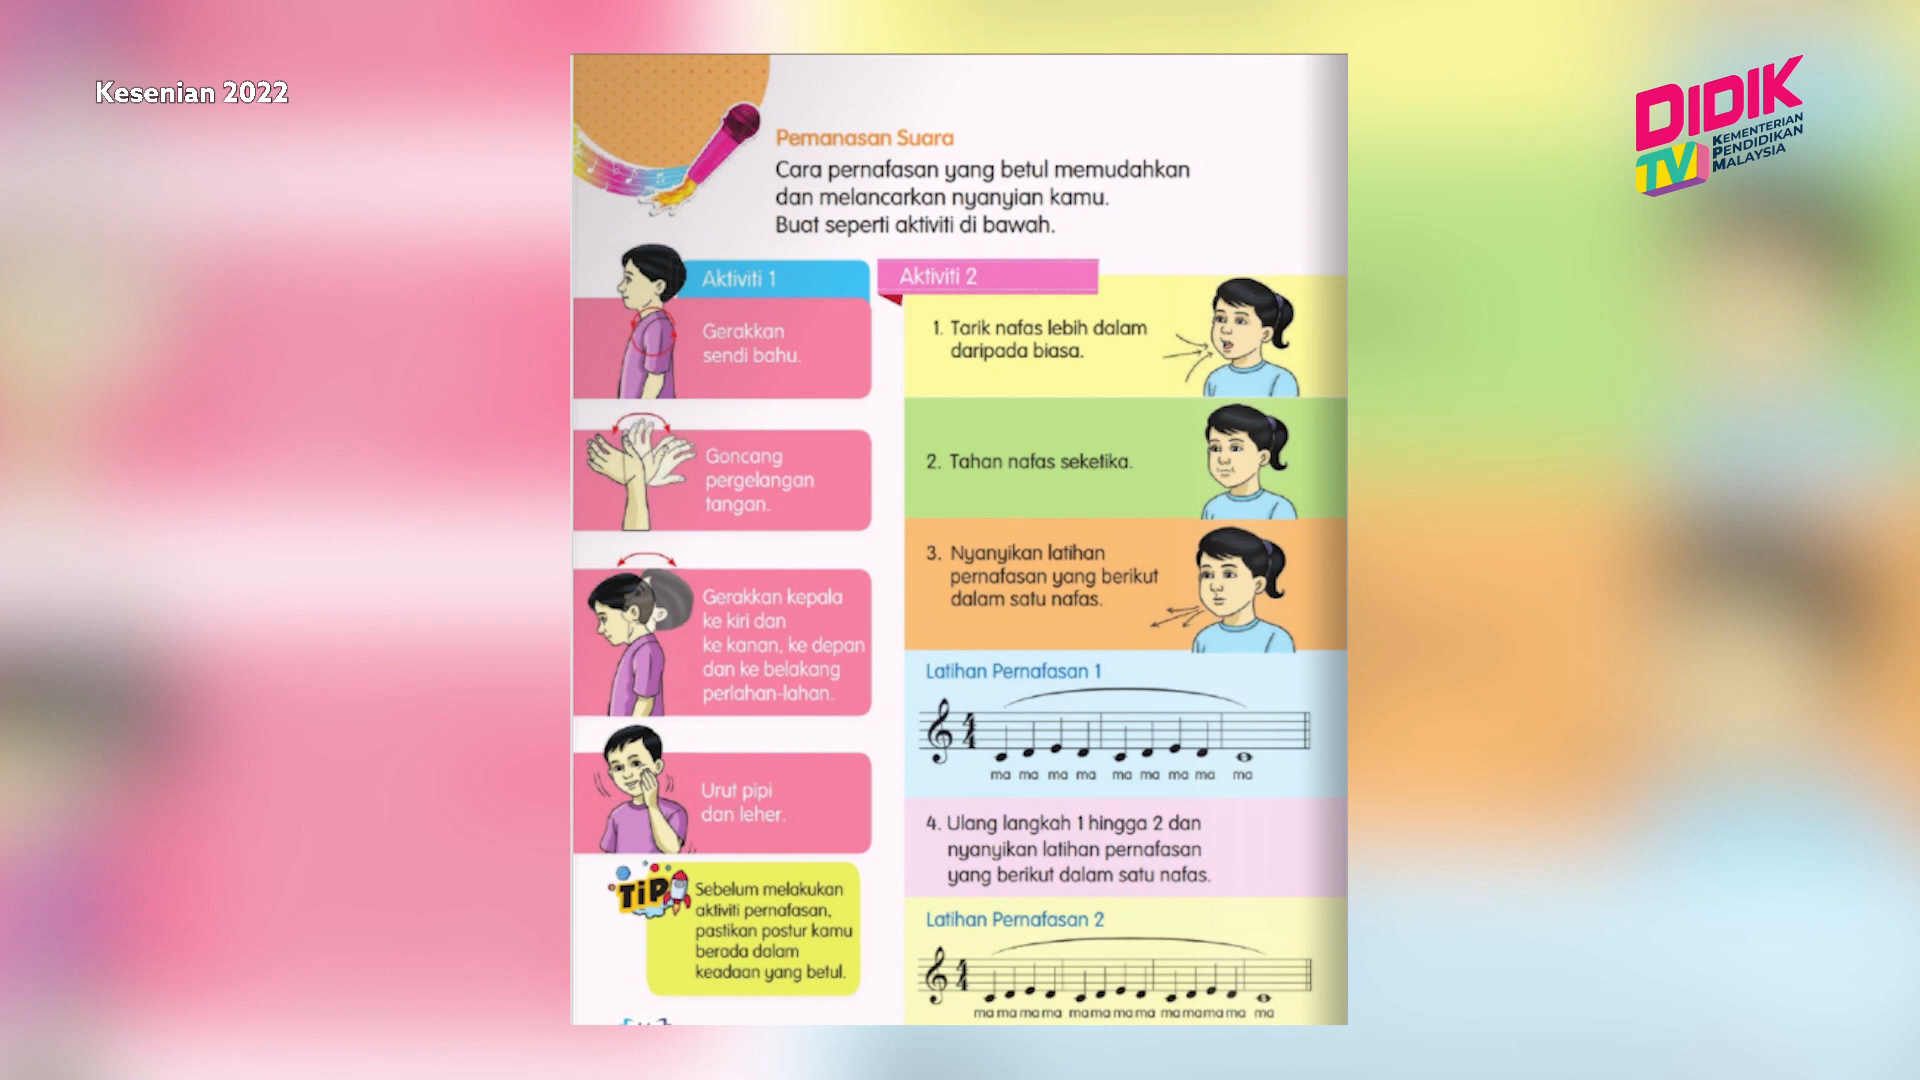 Kesenian 2022
DIDIK
TV
KEMENTERIAN
PENDIDIKAN
MALAYSIA
Pemanasan Suara
Cara pernafasan yang betul memudahkan
dan melancarkan nyanyian kamu.
Buat seperti aktiviti di bawah.
Aktiviti 1
Gerakkan
sendi bahu.
Goncang
pergelangan
tangan.
Gerakkan kepala
ke kiri dan
ke kanan, ke depan
dan ke belakang
perlahan-lahan.
Urut pipi
dan leher.
TiP
Sebelum melakukan
aktiviti pernafasan,
pastikan postur kamu
berada dalam
keadaan yang betul.
Aktiviti 2
1. Tarik nafas lebih dalam
daripada biasa.
2. Tahan nafas seketika.
3. Nyanyikan latihan
pernafasan yang berikut
dalam satu nafas.
Latihan Pernafasan 1
4
4
ma ma ma ma ma ma ma ma ma
4. Ulang langkah 1 hingga 2 dan
nyanyikan latihan pernafasan
yang berikut dalam satu nafas.
Latihan Pernafasan 2
4
4
ma ma ma ma ma ma ma ma ma ma ma ma ma